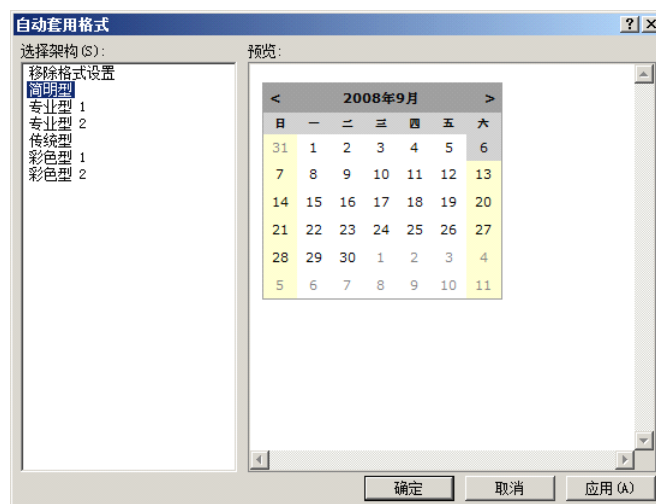 自动套用格式
选择架构(S):
移除格式设置
简明型
专业型 1
专业型 2
传统型
彩色型 1
彩色型 2
预览:
< 2008年9月 >
日 一 二 三 四 五 六
31 1 2 3 4 5 6
7 8 9 10 11 12 13
14 15 16 17 18 19 20
21 22 23 24 25 26 27
28 29 30 1 2 3 4
5 6 7 8 9 10 11
确定 取消 应用(A)